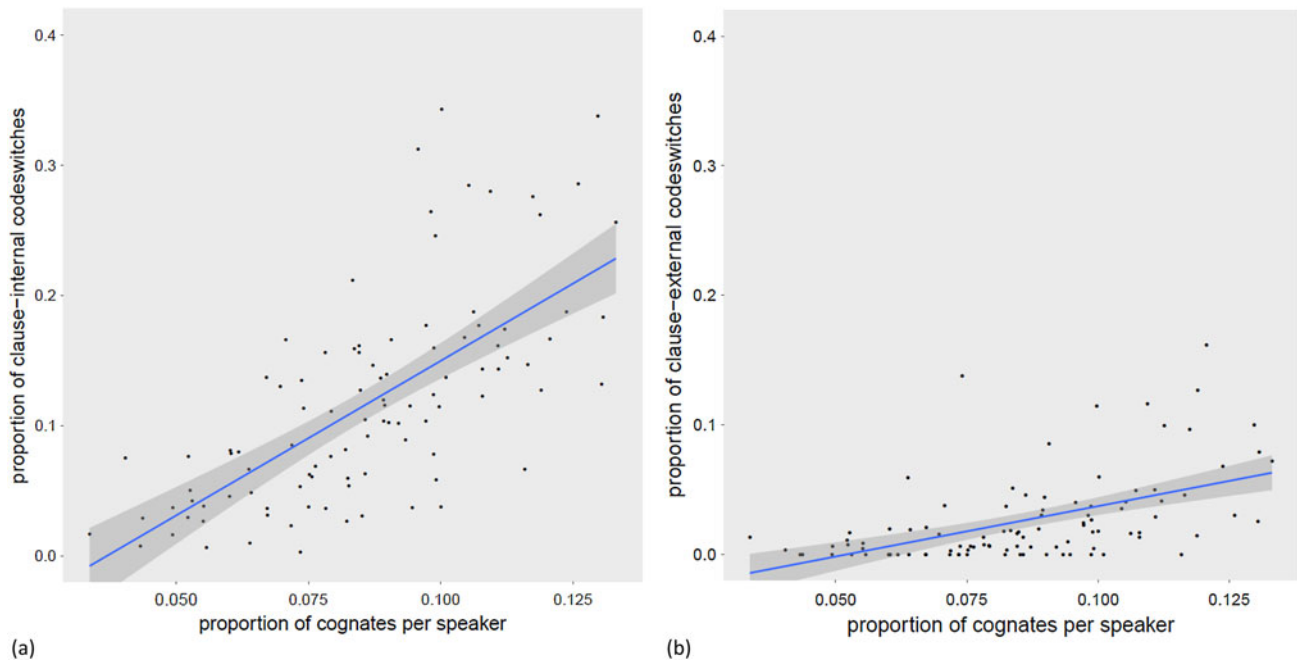 0.4
0.3
0.2
0.1
0.0
proportion of clause-internal codeswitches
0.050 0.075 0.100 0.125
proportion of cognates per speaker
(a)
0.4
0.3
0.2
0.1
0.0
proportion of clause-external codeswitches
0.050 0.075 0.100 0.125
proportion of cognates per speaker
(b)